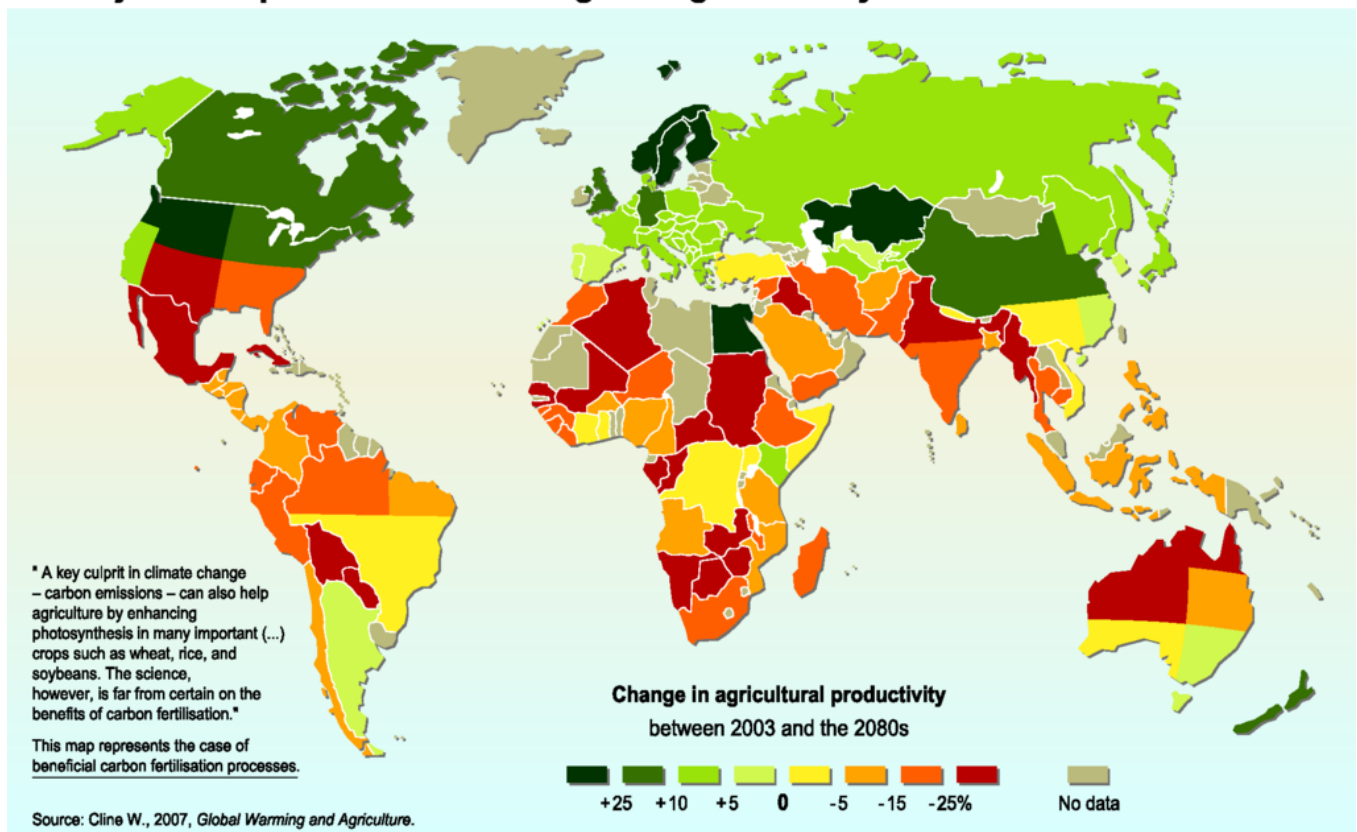 " A key culprit in climate change
– carbon emissions – can also help
agriculture by enhancing
photosynthesis in many important (...)
crops such as wheat, rice, and
soybeans. The science,
however, is far from certain on the
benefits of carbon fertilisation."
This map represents the case of
beneficial carbon fertilisation processes.
Source: Cline W., 2007, Global Warming and Agriculture.
Change in agricultural productivity
between 2003 and the 2080s
+25 +10 +5 0 -5 -15 -25% No data